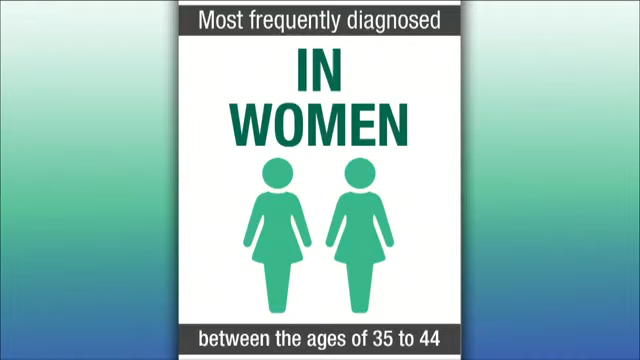 Most frequently diagnosed
IN
WOMEN
between the ages of 35 to 44